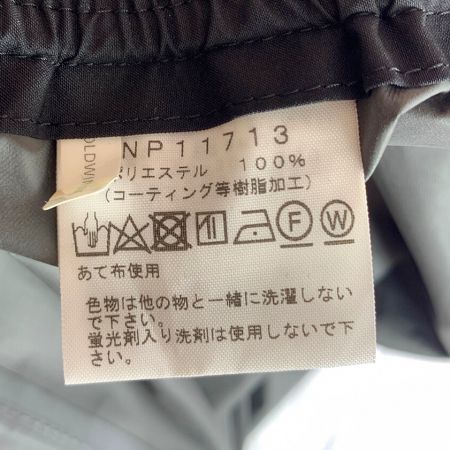 OLDWIN
NP11713
ポリエステル 100%
(コーティング等樹脂加工)
F W
あて布使用
色物は他の物と一緒に洗濯しない
で下さい。
蛍光剤入り洗剤は使用しないで下
さい。